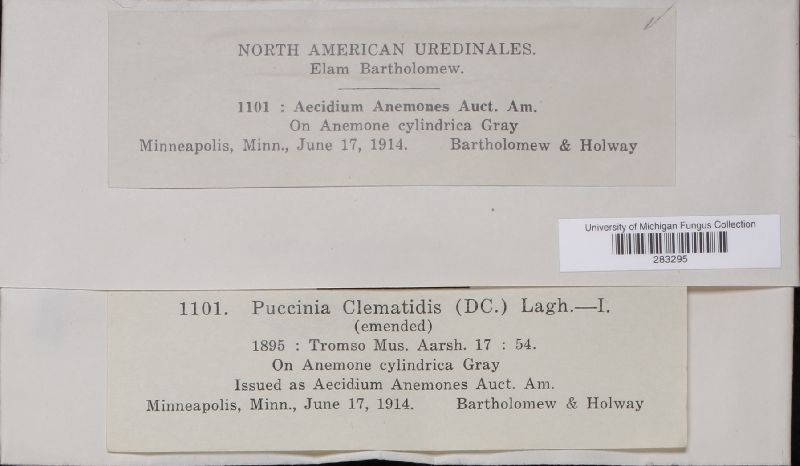 NORTH AMERICAN UREDINALES.
Elam Bartholomew.
1101 : Aecidium Anemones Auct. Am.
On Anemone cylindrica Gray
Minneapolis, Minn., June 17, 1914. Bartholomew & Holway
University of Michigan Fungus Collection
283295
1101. Puccinia Clematidis (DC.) Lagh.—I.
(emended)
1895 : Tromso Mus. Aarsh. 17 : 54.
On Anemone cylindrica Gray
Issued as Aecidium Anemones Auct. Am.
Minneapolis, Minn., June 17, 1914. Bartholomew & Holway